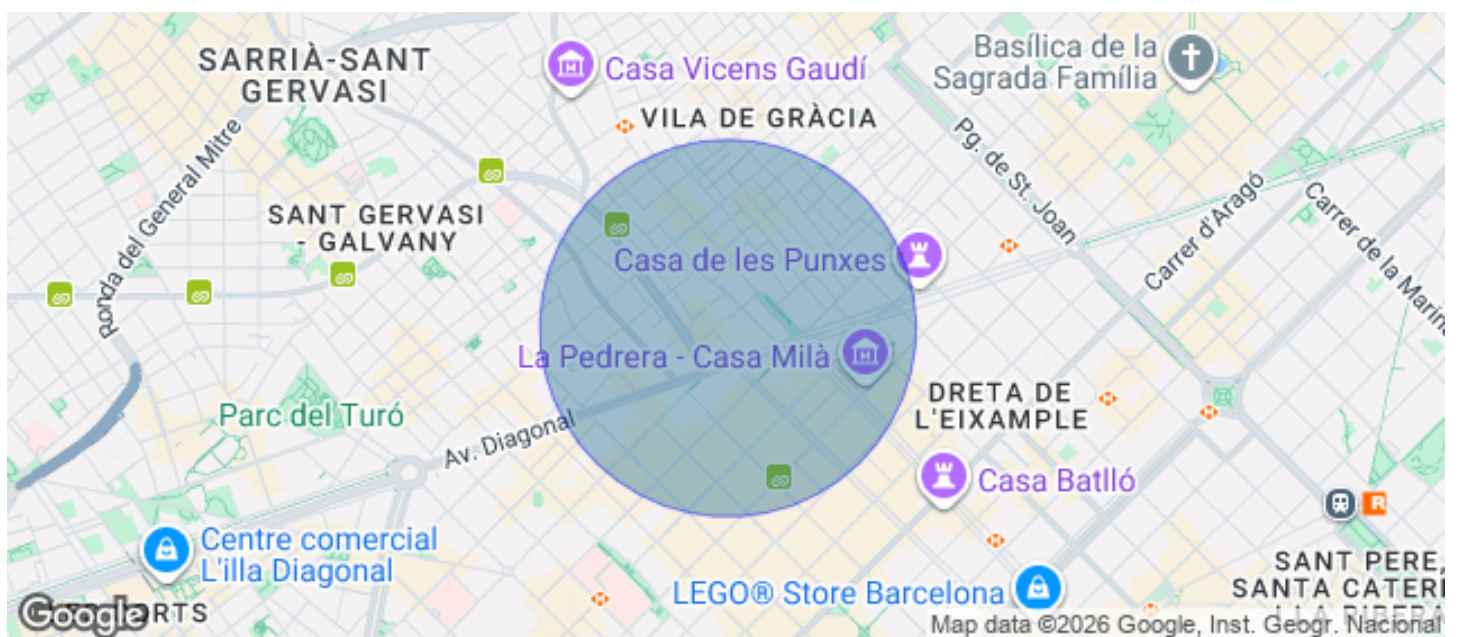 SARRIÀ-SANT
GERVASI
Casa Vicens Gaudí
Basílica de la
Sagrada Família
VILA DE GRÀCIA
Ronda del General Mitre
Pg. de St. Joan
Carrer d'Aragó
Carrer de la Marina
SANT GERVASI
- GALVANY
Casa de les Punxes
La Pedrera - Casa Milà
DRETA DE
L'EIXAMPLE
Parc del Turó
Av. Diagonal
Casa Batlló
R
Centre comercial
L'illa Diagonal
LEGO® Store Barcelona
SANT PERE,
SANTA CATERI
I LA RIBERA
Google
ORTS
Map data ©2026 Google, Inst. Geogr. Nacional